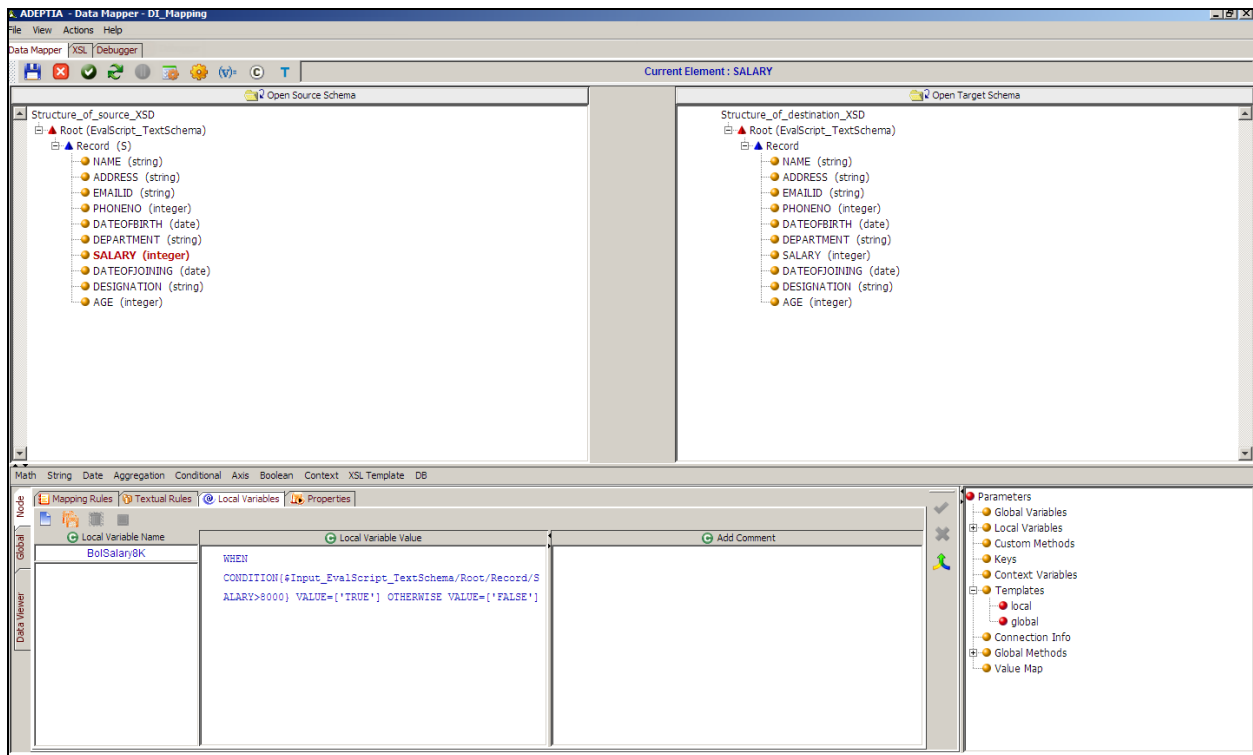 ADEPTIA - Data Mapper - DI_Mapping
File View Actions Help
Data Mapper XSL Debugger
(v)= C T Current Element : SALARY
Open Source Schema
Structure_of_source_XSD
Root (EvalScript_TextSchema)
Record (S)
NAME (string)
ADDRESS (string)
EMAILID (string)
PHONENO (integer)
DATEOFBIRTH (date)
DEPARTMENT (string)
SALARY (integer)
DATEOFJOINING (date)
DESIGNATION (string)
AGE (integer)
Open Target Schema
Structure_of_destination_XSD
Root (EvalScript_TextSchema)
Record
NAME (string)
ADDRESS (string)
EMAILID (string)
PHONENO (integer)
DATEOFBIRTH (date)
DEPARTMENT (string)
SALARY (integer)
DATEOFJOINING (date)
DESIGNATION (string)
AGE (integer)
Math String Date Aggregation Conditional Axis Boolean Context XSL Template DB
Node
Global
Data Viewer
Mapping Rules Textual Rules Local Variables Properties
Local Variable Name
BolSalary8K
Local Variable Value
WHEN
CONDITION{$Input_EvalScript_TextSchema/Root/Record/S
ALARY>8000} VALUE=['TRUE'] OTHERWISE VALUE=['FALSE']
Add Comment
Parameters
Global Variables
Local Variables
Custom Methods
Keys
Context Variables
Templates
local
global
Connection Info
Global Methods
Value Map